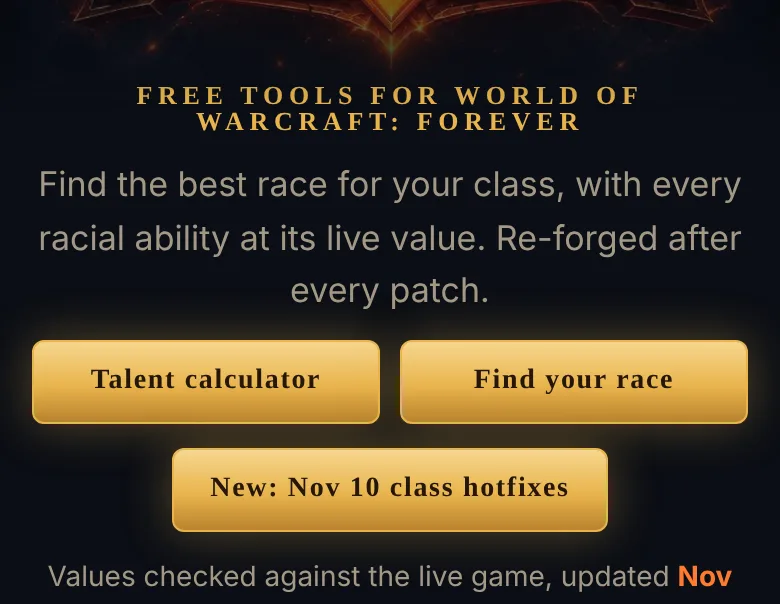 FREE TOOLS FOR WORLD OF
WARCRAFT: FOREVER
Find the best race for your class, with every
racial ability at its live value. Re-forged after
every patch.
Talent calculator
Find your race
New: Nov 10 class hotfixes
Values checked against the live game, updated Nov